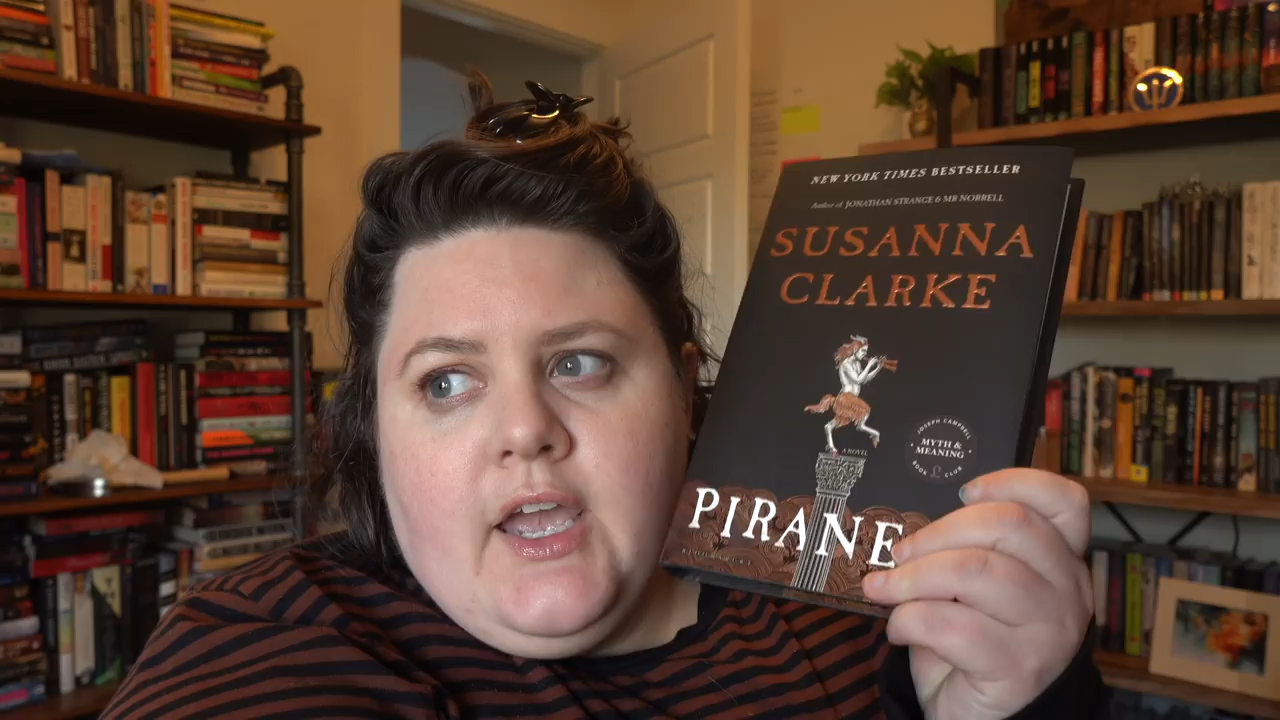 NEW YORK TIMES BESTSELLER
Author of JONATHAN STRANGE & MR NORRELL
SUSANNA
CLARKE
A NOVEL
JOSEPH CAMPBELL
MYTH &
MEANING
BOOK CLUB
PIRANE
BLOOMSBURY